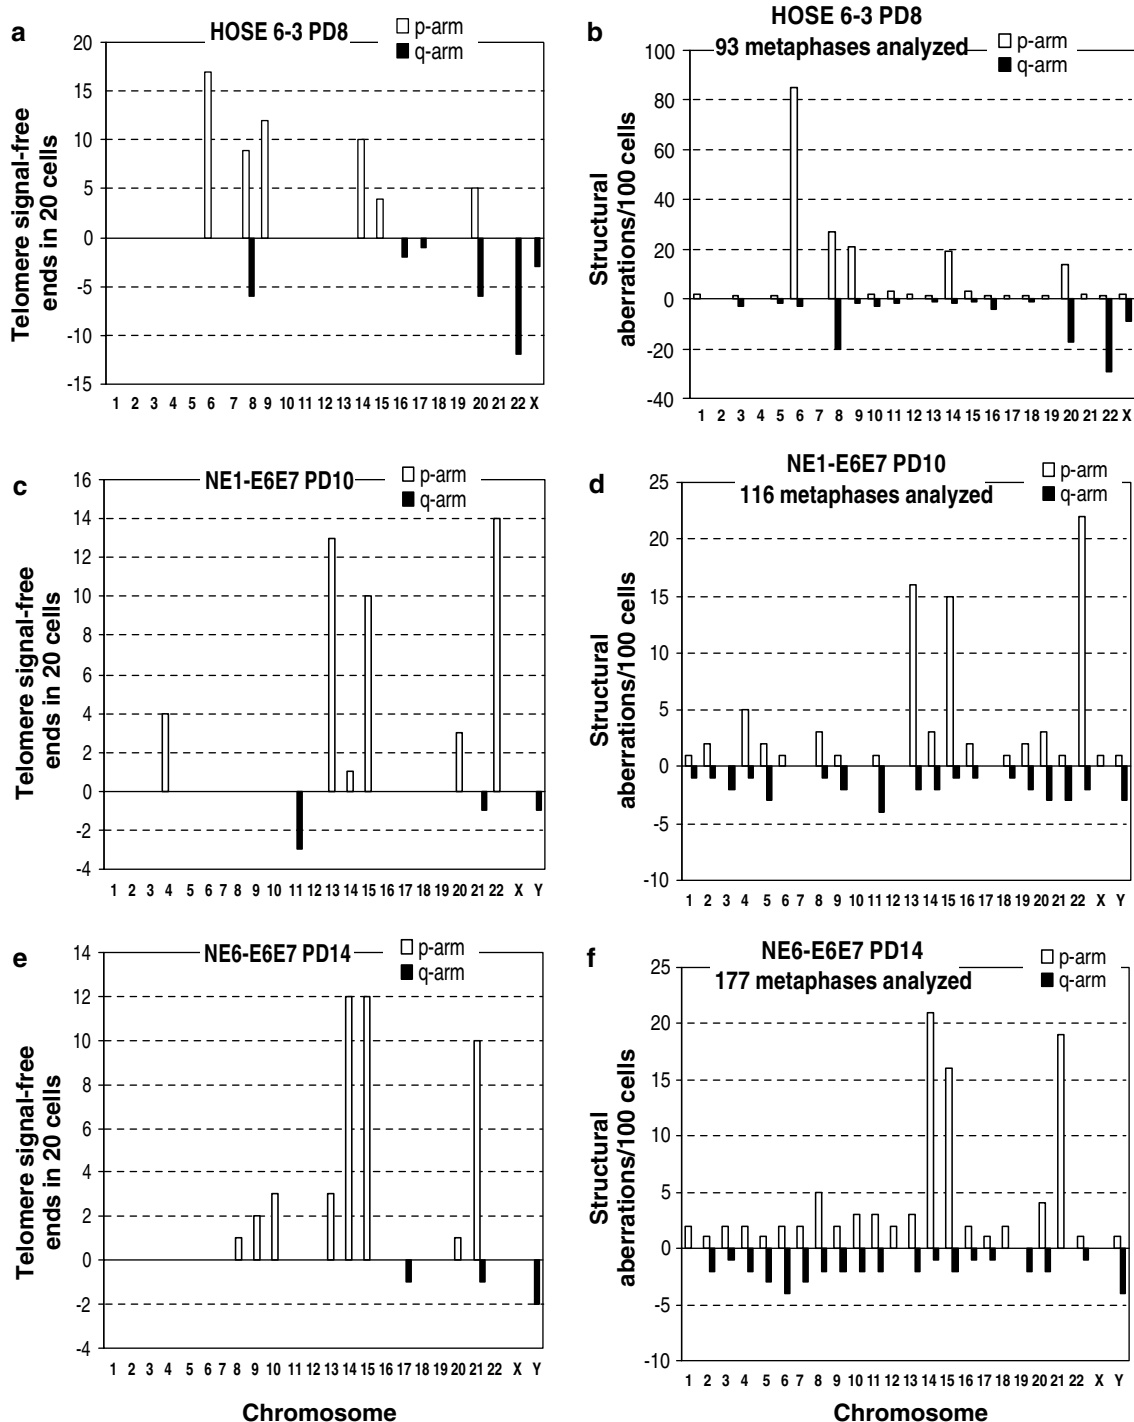 a
HOSE 6-3 PD8
p-arm
q-arm
Telomere signal-free
ends in 20 cells
20
15
10
5
0
-5
-10
-15
1 2 3 4 5 6 7 8 9 10 11 12 13 14 15 16 17 18 19 20 21 22 X
b
HOSE 6-3 PD8
93 metaphases analyzed
p-arm
q-arm
Structural
aberrations/100 cells
100
80
60
40
20
0
-20
-40
1 2 3 4 5 6 7 8 9 10 11 12 13 14 15 16 17 18 19 20 21 22 X
c
NE1-E6E7 PD10
p-arm
q-arm
Telomere signal-free
ends in 20 cells
16
14
12
10
8
6
4
2
0
-2
-4
1 2 3 4 5 6 7 8 9 10 11 12 13 14 15 16 17 18 19 20 21 22 X Y
d
NE1-E6E7 PD10
116 metaphases analyzed
p-arm
q-arm
Structural
aberrations/100 cells
25
20
15
10
5
0
-5
-10
1 2 3 4 5 6 7 8 9 10 11 12 13 14 15 16 17 18 19 20 21 22 X Y
e
NE6-E6E7 PD14
p-arm
q-arm
Telomere signal-free
ends in 20 cells
14
12
10
8
6
4
2
0
-2
-4
1 2 3 4 5 6 7 8 9 10 11 12 13 14 15 16 17 18 19 20 21 22 X Y
Chromosome
f
NE6-E6E7 PD14
177 metaphases analyzed
p-arm
q-arm
Structural
aberrations/100 cells
25
20
15
10
5
0
-5
-10
1 2 3 4 5 6 7 8 9 10 11 12 13 14 15 16 17 18 19 20 21 22 X Y
Chromosome